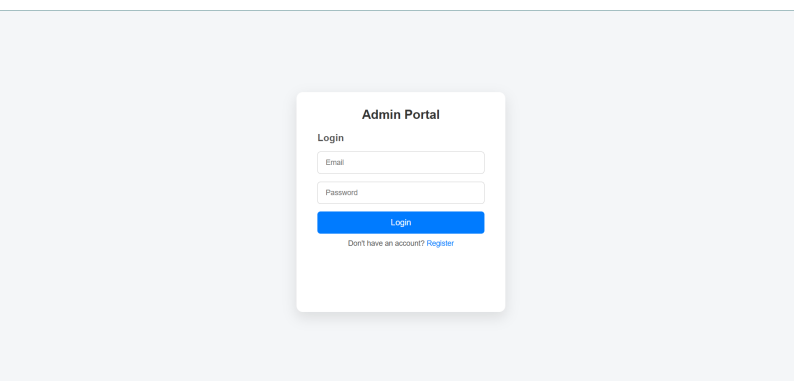 Admin Portal
Login
Email
Password
Login
Don't have an account? Register